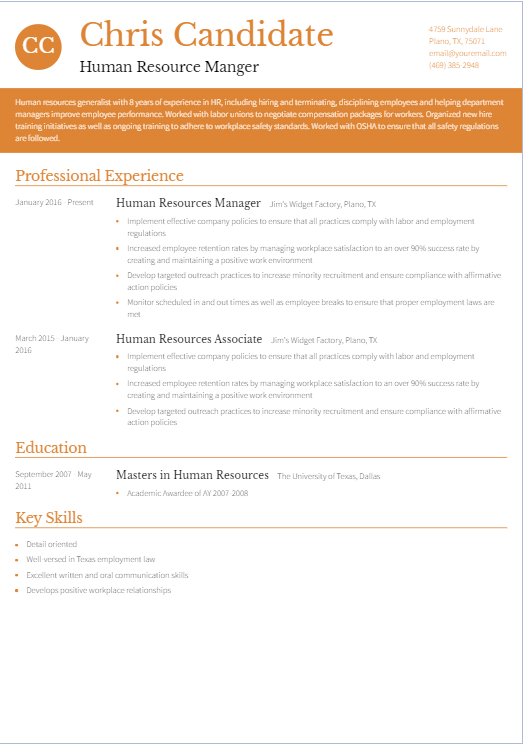 CC
Chris Candidate
Human Resource Manger
4759 Sunnydale Lane
Plano, TX, 75071
email@youremail.com
(469) 385 2948
Human resources generalist with 8 years of experience in HR, including hiring and terminating, disciplining employees and helping department
managers improve employee performance. Worked with labor unions to negotiate compensation packages for workers. Organized new hire
training initiatives as well as ongoing training to adhere to workplace safety standards. Worked with OSHA to ensure that all safety regulations
are followed.
Professional Experience
January 2016 - Present
Human Resources Manager Jim's Widget Factory, Plano, TX
• Implement effective company policies to ensure that all practices comply with labor and employment
regulations
• Increased employee retention rates by managing workplace satisfaction to an over 90% success rate by
creating and maintaining a positive work environment
• Develop targeted outreach practices to increase minority recruitment and ensure compliance with affirmative
action policies
• Monitor scheduled in and out times as well as employee breaks to ensure that proper employment laws are
met
March 2015 - January
2016
Human Resources Associate Jim's Widget Factory, Plano, TX
• Implement effective company policies to ensure that all practices comply with labor and employment
regulations
• Increased employee retention rates by managing workplace satisfaction to an over 90% success rate by
creating and maintaining a positive work environment
• Develop targeted outreach practices to increase minority recruitment and ensure compliance with affirmative
action policies
Education
September 2007 - May
2011
Masters in Human Resources The University of Texas, Dallas
• Academic Awardee of AY 2007-2008
Key Skills
• Detail oriented
• Well-versed in Texas employment law
• Excellent written and oral communication skills
• Develops positive workplace relationships